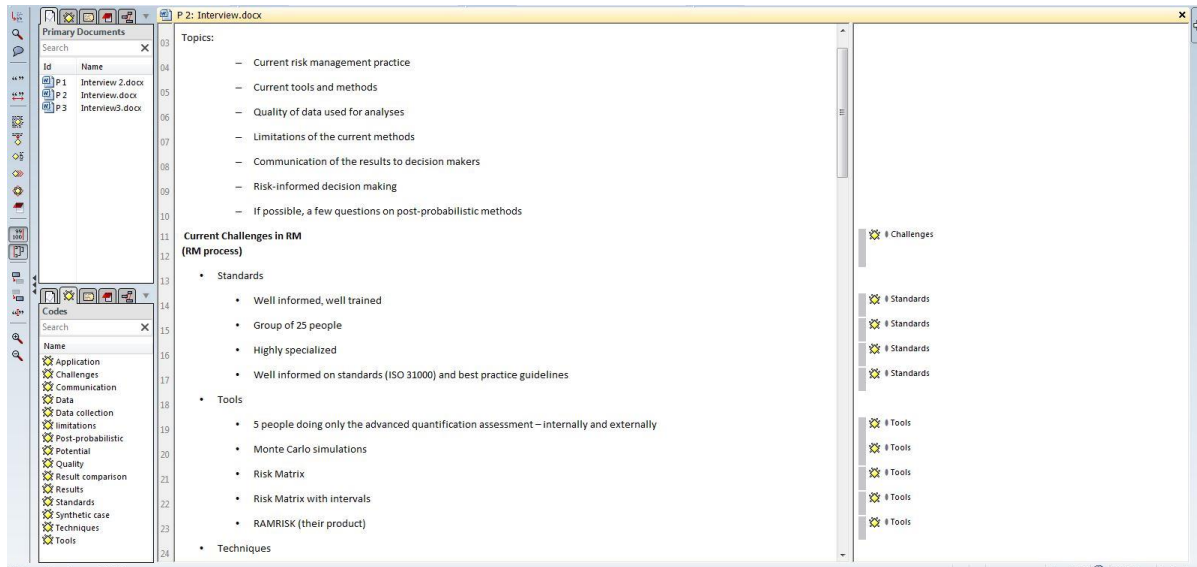 P 2: Interview.docx
Primary Documents
Search
Id Name
P 1 Interview 2.docx
P 2 Interview.docx
P 3 Interview3.docx
Codes
Search
Name
Application
Challenges
Communication
Data
Data collection
limitations
Post-probabilistic
Potential
Quality
Result comparison
Results
Standards
Synthetic case
Techniques
Tools
03 Topics:
04 – Current risk management practice
05 – Current tools and methods
06 – Quality of data used for analyses
07 – Limitations of the current methods
08 – Communication of the results to decision makers
09 – Risk-informed decision making
10 – If possible, a few questions on post-probabilistic methods
11 Current Challenges in RM
12 (RM process)
13 • Standards
14 • Well informed, well trained
15 • Group of 25 people
16 • Highly specialized
17 • Well informed on standards (ISO 31000) and best practice guidelines
18 • Tools
19 • 5 people doing only the advanced quantification assessment – internally and externally
20 • Monte Carlo simulations
21 • Risk Matrix
22 • Risk Matrix with intervals
23 • RAMRISK (their product)
24 • Techniques
Challenges
Standards
Standards
Standards
Standards
Tools
Tools
Tools
Tools
Tools